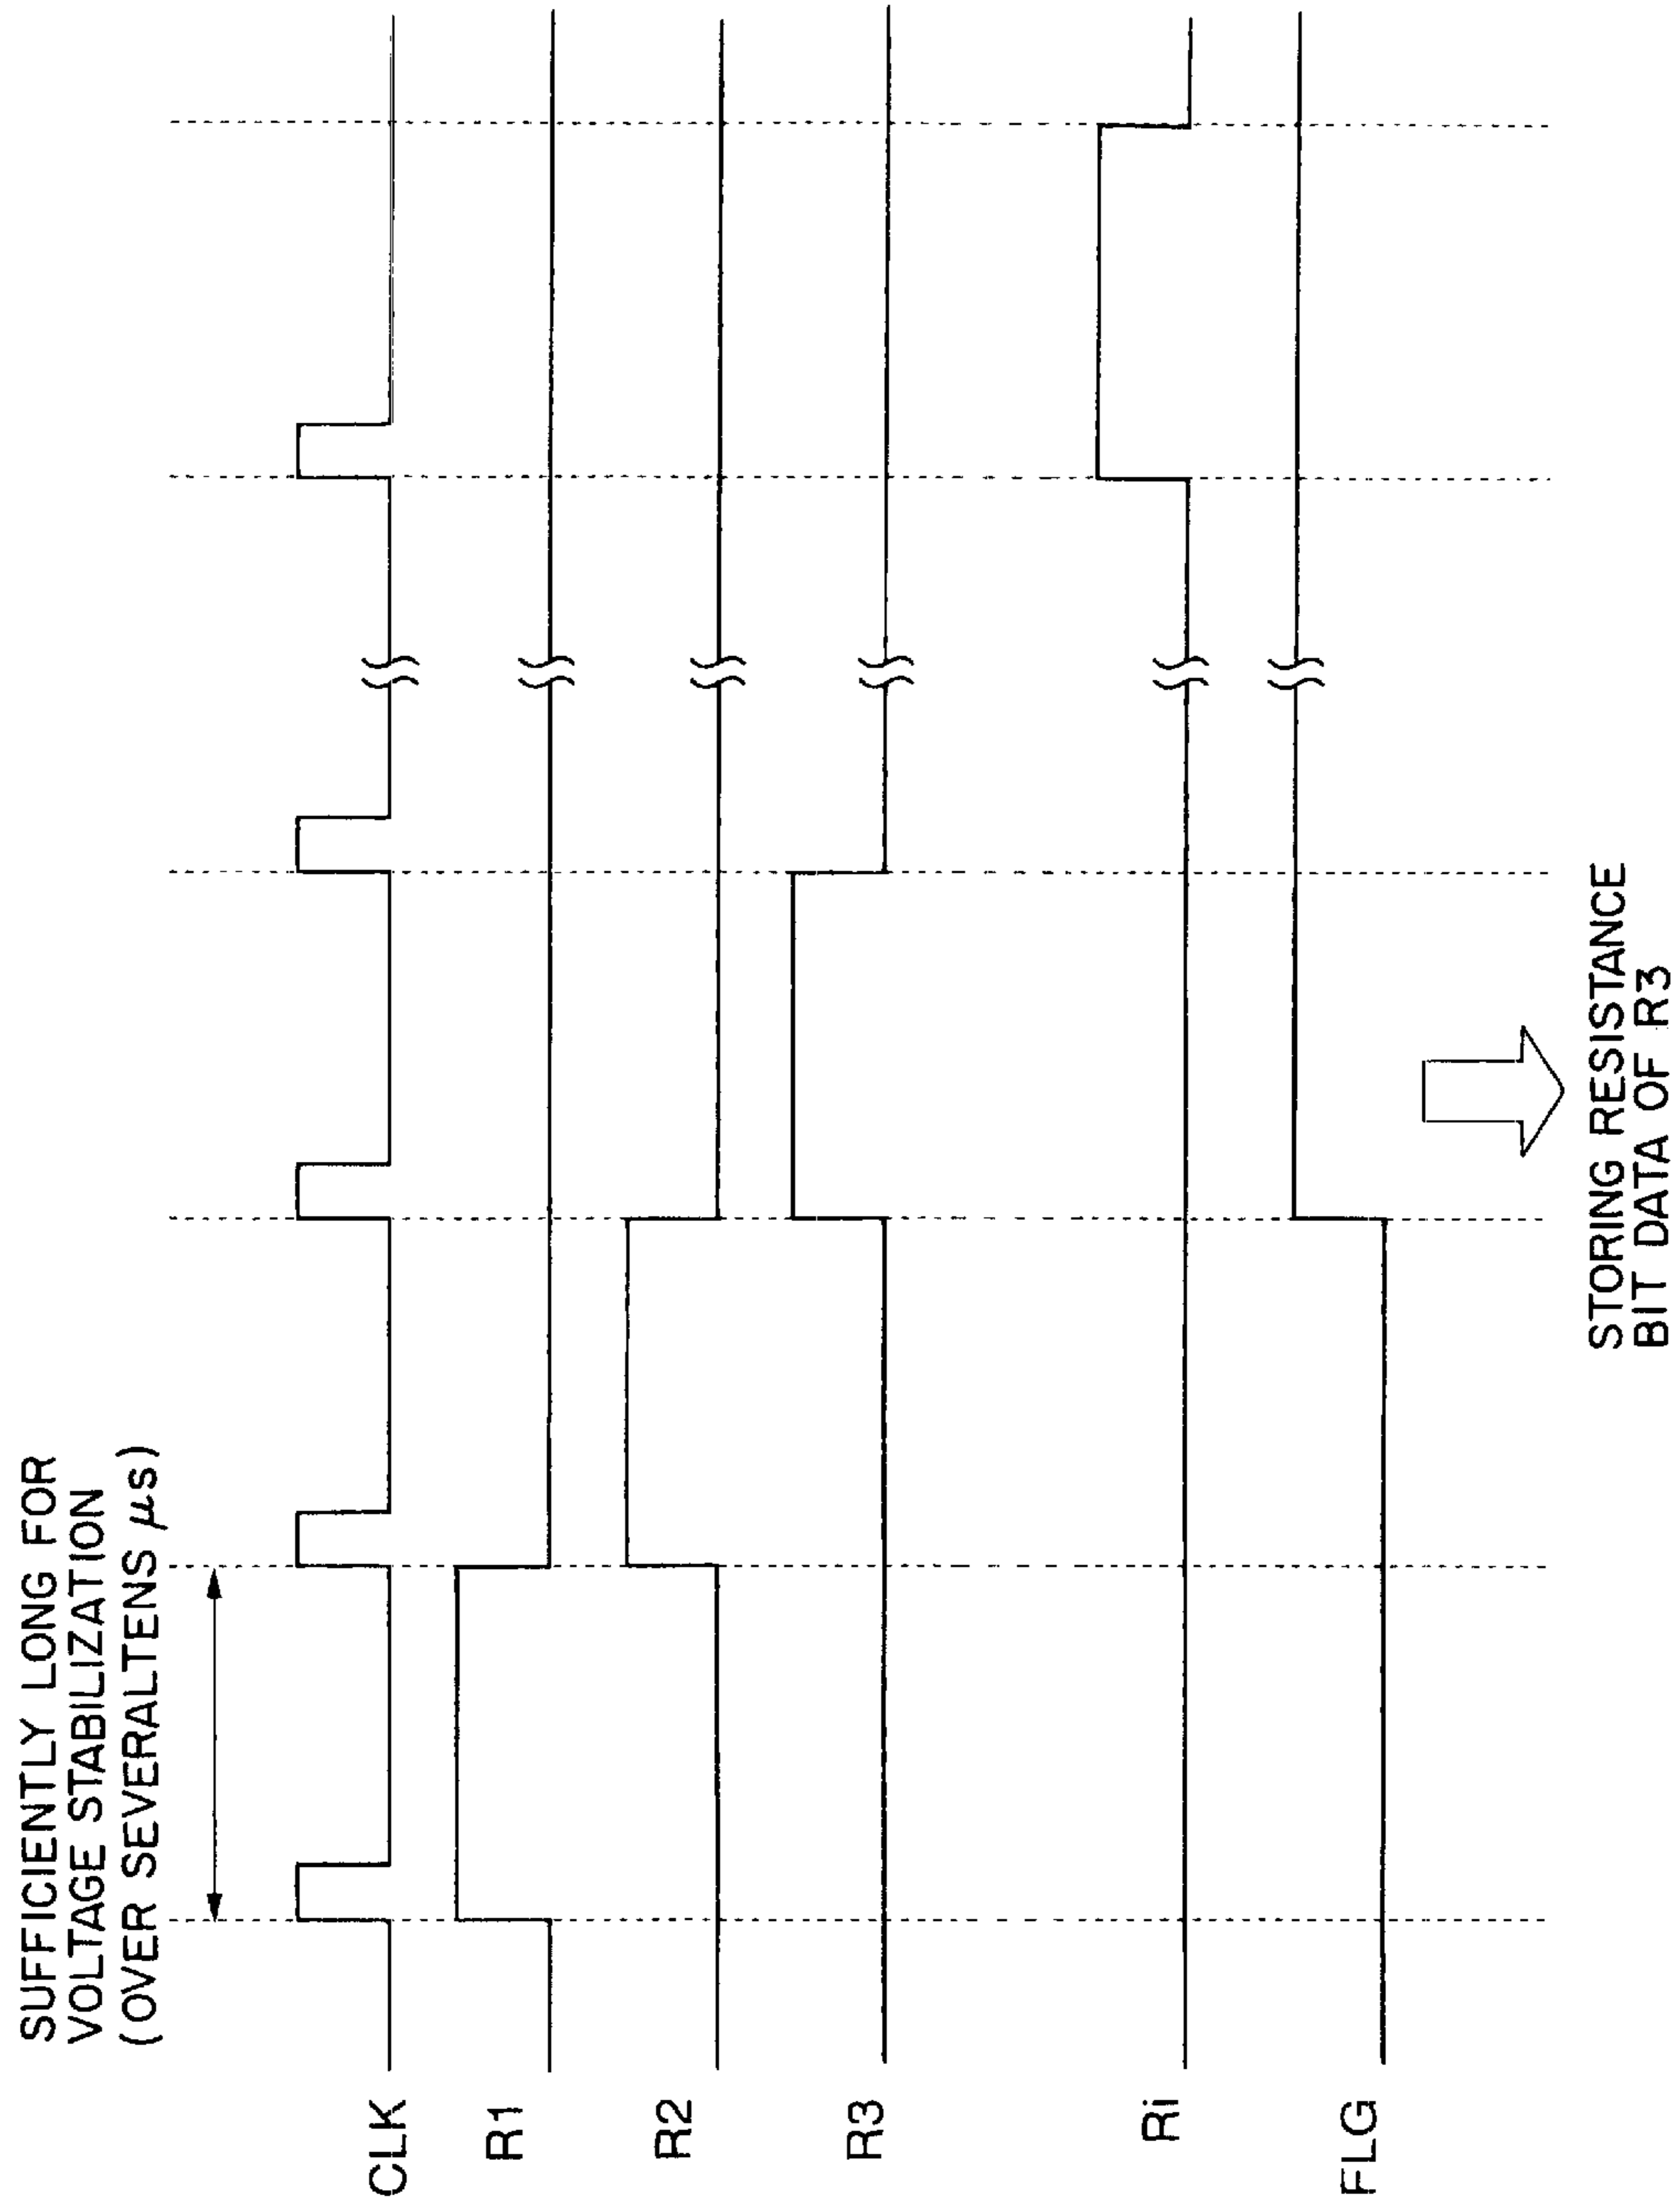 SUFFICIENTLY LONG FOR
VOLTAGE STABILIZATION
(OVER SEVERALTENS μs)
CLK
R1
R2
R3
Ri
FLG
STORING RESISTANCE
BIT DATA OF R3